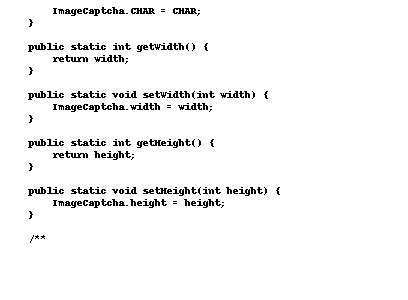 ImageCaptcha.CHAR = CHAR;
}
public static int getWidth() {
return width;
}
public static void setWidth(int width) {
ImageCaptcha.width = width;
}
public static int getHeight() {
return height;
}
public static void setHeight(int height) {
ImageCaptcha.height = height;
}
/**